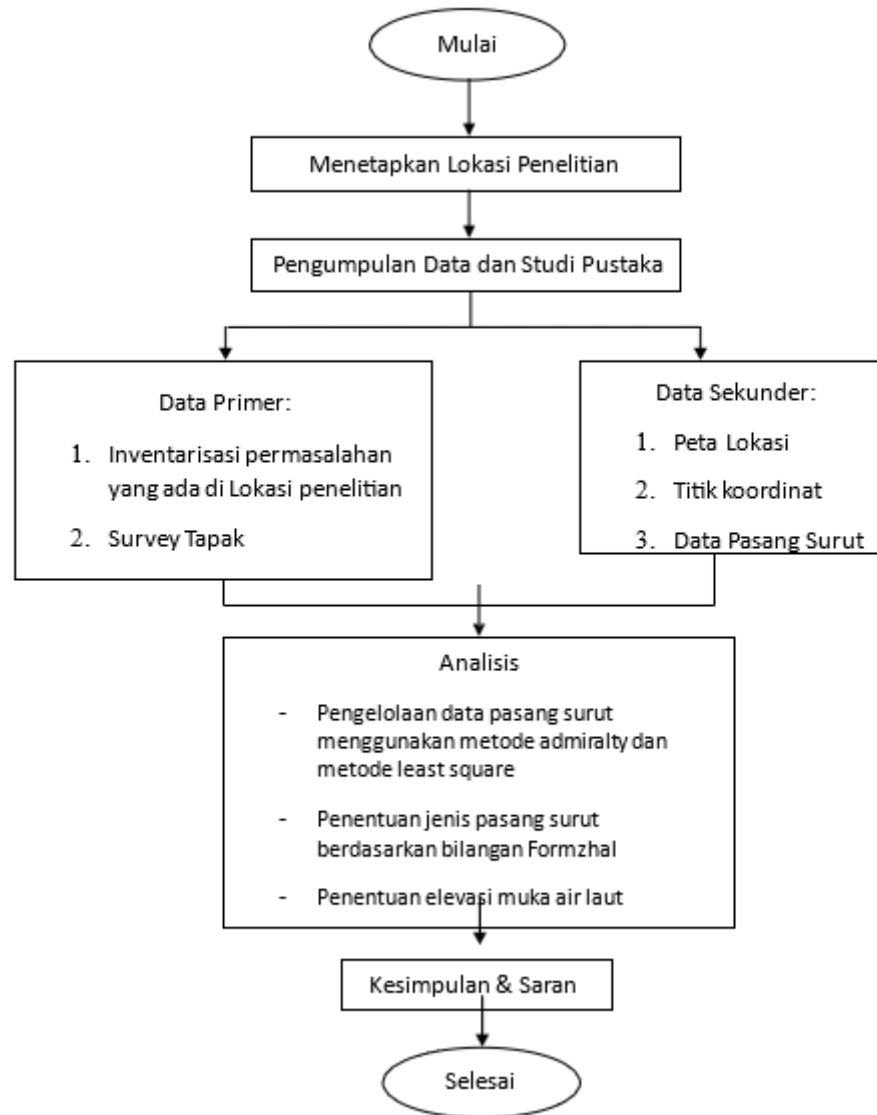 Mulai
Menetapkan Lokasi Penelitian
Pengumpulan Data dan Studi Pustaka
Data Primer:
1. Inventarisasi permasalahan
yang ada di Lokasi penelitian
2. Survey Tapak
Data Sekunder:
1. Peta Lokasi
2. Titik koordinat
3. Data Pasang Surut
Analisis
- Pengelolaan data pasang surut
menggunakan metode admiralty dan
metode least square
- Penentuan jenis pasang surut
berdasarkan bilangan Formzhal
- Penentuan elevasi muka air laut
Kesimpulan & Saran
Selesai